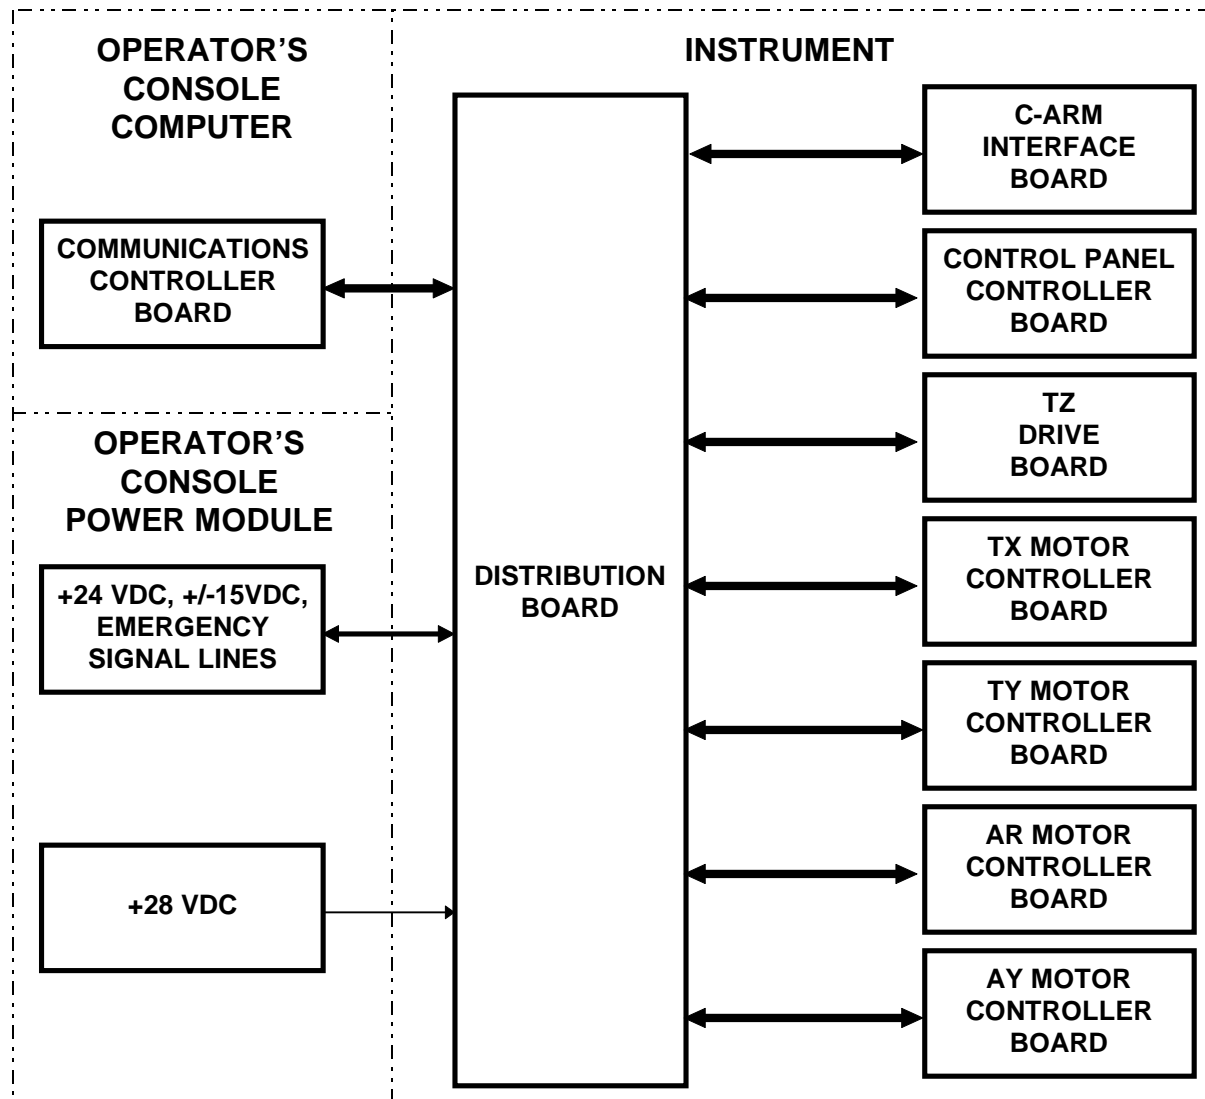 OPERATOR’S
CONSOLE
COMPUTER
COMMUNICATIONS
CONTROLLER
BOARD
OPERATOR’S
CONSOLE
POWER MODULE
+24 VDC, +/-15VDC,
EMERGENCY
SIGNAL LINES
+28 VDC
INSTRUMENT
DISTRIBUTION
BOARD
C-ARM
INTERFACE
BOARD
CONTROL PANEL
CONTROLLER
BOARD
TZ
DRIVE
BOARD
TX MOTOR
CONTROLLER
BOARD
TY MOTOR
CONTROLLER
BOARD
AR MOTOR
CONTROLLER
BOARD
AY MOTOR
CONTROLLER
BOARD